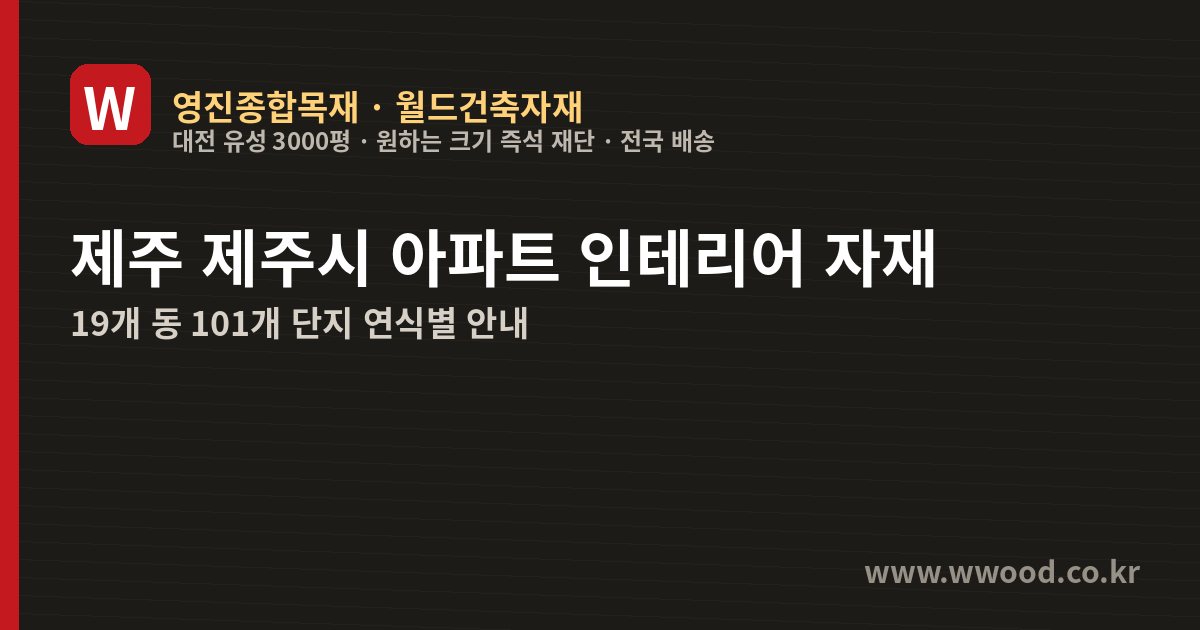 W
영진종합목재 · 월드건축자재
대전 유성 3000평 · 원하는 크기 즉석 재단 · 전국 배송
제주 제주시 아파트 인테리어 자재
19개 동 101개 단지 연식별 안내
www.wwood.co.kr